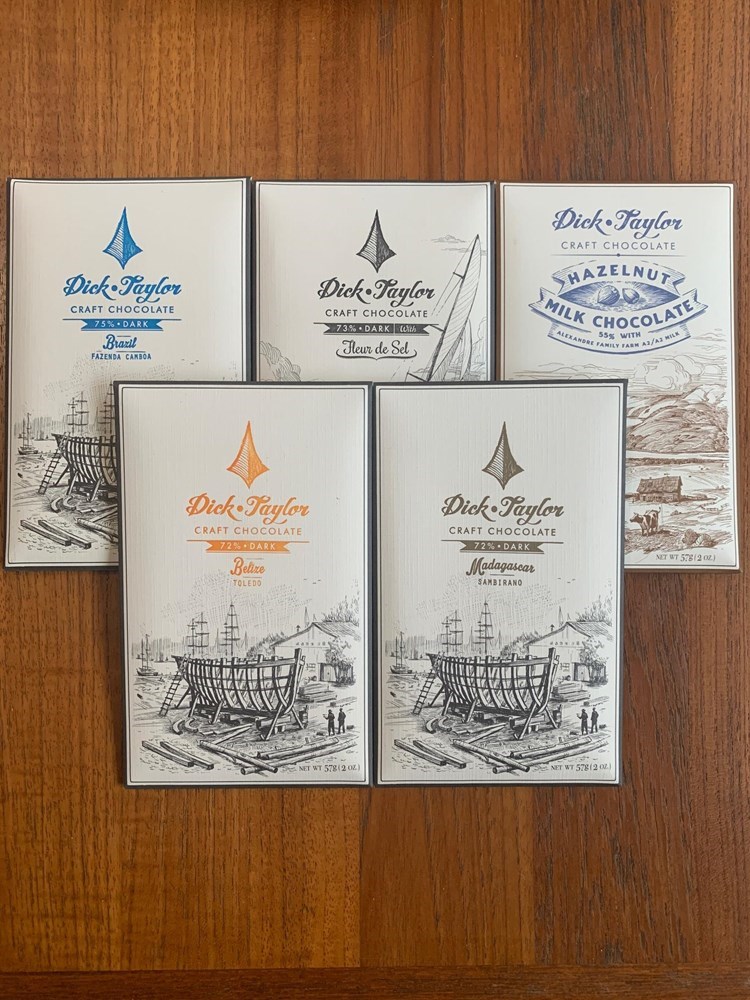 Dick·Taylor
CRAFT CHOCOLATE
75% • DARK
Brazil
FAZENDA CAMBOA
Dick·Taylor
CRAFT CHOCOLATE
73% • DARK With
Fleur de Sel
Dick·Taylor
CRAFT CHOCOLATE
HAZELNUT
MILK CHOCOLATE
55% WITH
ALEXANDRE FAMILY FARM A2/A2 MILK
NET WT 57g (2 OZ.)
Dick·Taylor
CRAFT CHOCOLATE
72% • DARK
Belize
TOLEDO
NET WT 57g (2 OZ.)
Dick·Taylor
CRAFT CHOCOLATE
72% • DARK
Madagascar
SAMBIRANO
NET WT 57g (2 OZ.)